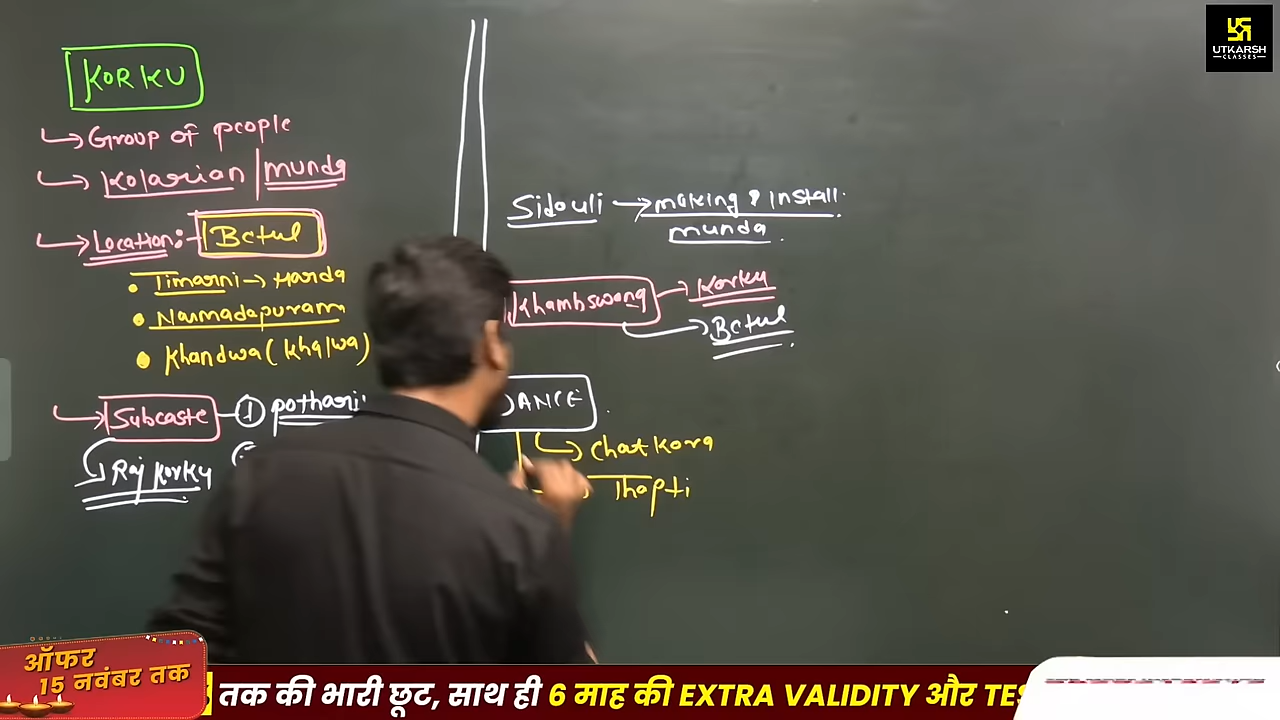 KORKU
Group of people
Kolarian | munda
Location:- Betul
Timarni → Harda
Narmadapuram
Khandwa (Khalwa)
Subcaste ① potharia
Raj Korku
Sidouli → making & install
munda
Khambswang → Korku
Betul
DANCE
Chatkora
Thapti
UTKARSH
CLASSES
ऑफर
15 नवंबर तक
तक की भारी छूट, साथ ही 6 माह की EXTRA VALIDITY और TES